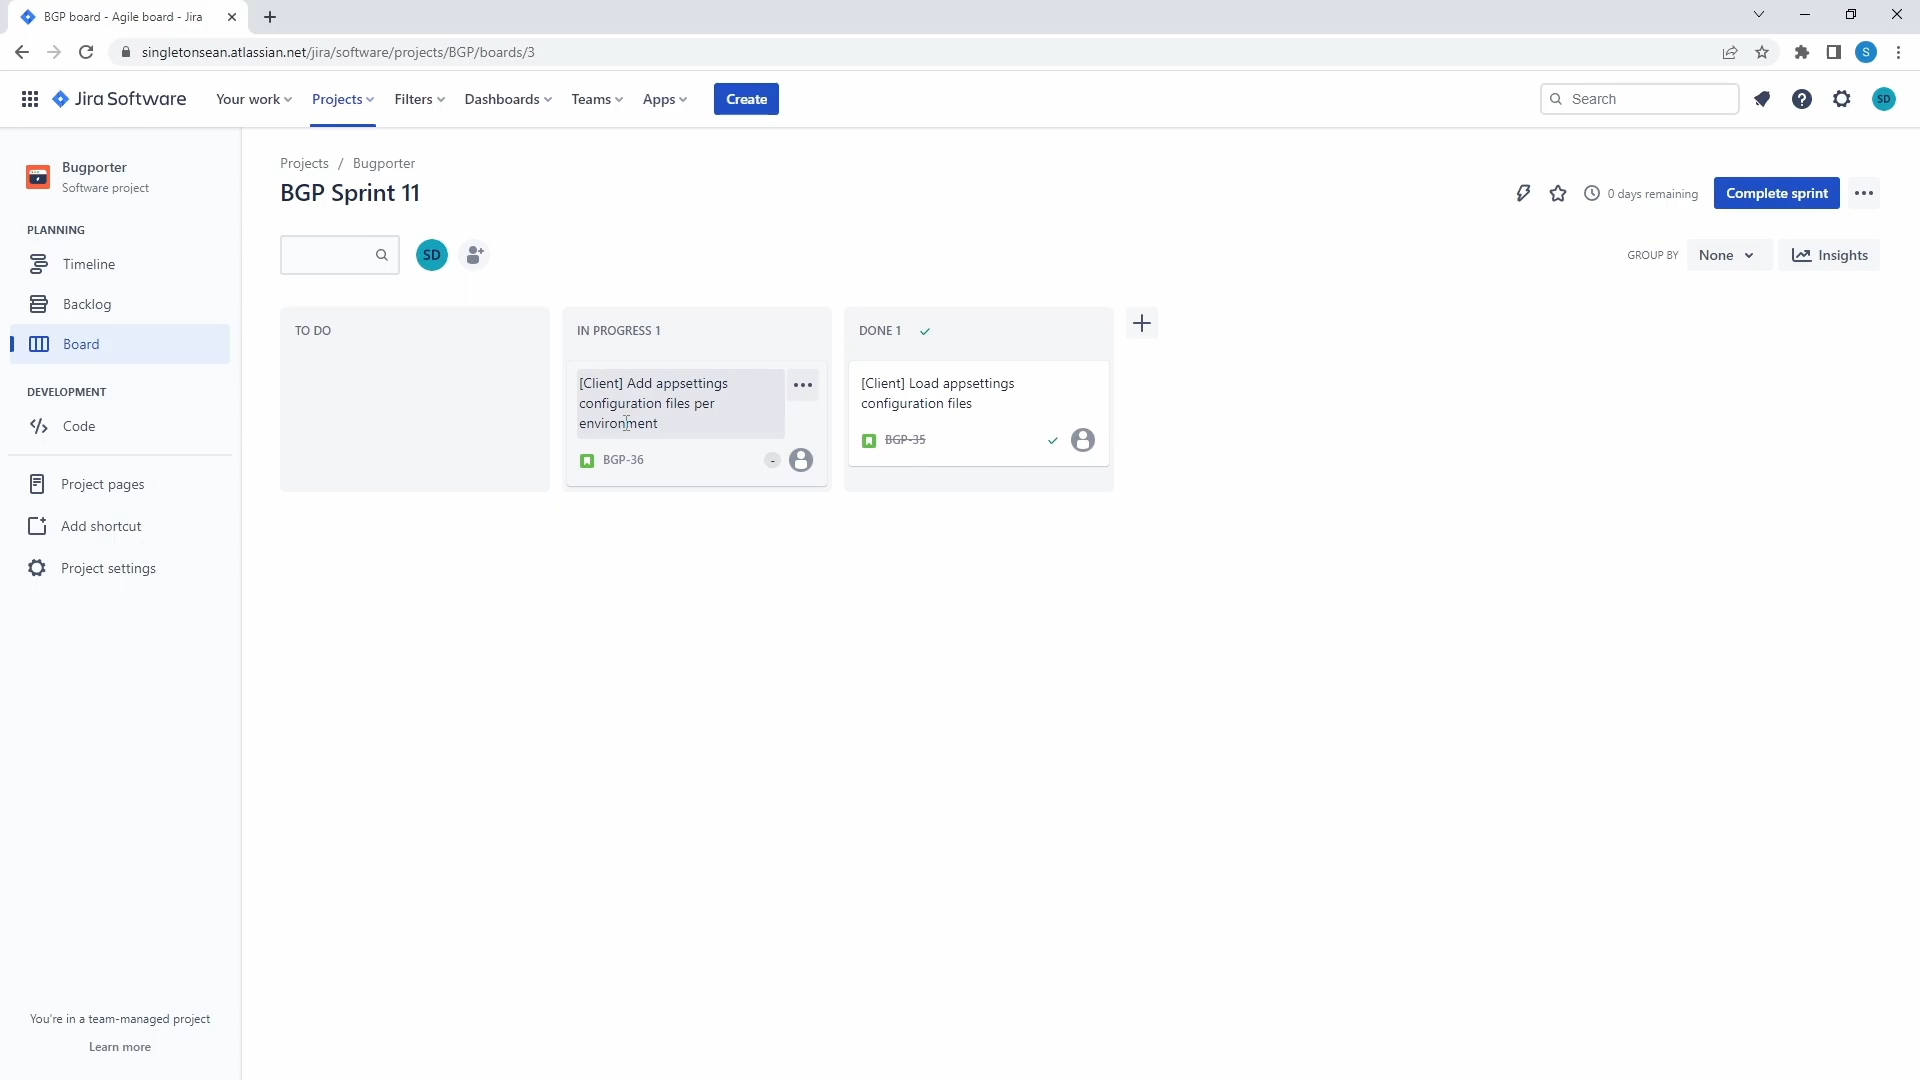 BGP board - Agile board - Jira
singletonsean.atlassian.net/jira/software/projects/BGP/boards/3
S
Jira Software
Your work
Projects
Filters
Dashboards
Teams
Apps
Create
Search
SD
Bugporter
Software project
PLANNING
Timeline
Backlog
Board
DEVELOPMENT
Code
Project pages
Add shortcut
Project settings
You're in a team-managed project
Learn more
Projects / Bugporter
BGP Sprint 11
0 days remaining
Complete sprint
SD
GROUP BY
None
Insights
TO DO
IN PROGRESS 1
[Client] Add appsettings
configuration files per
environment
BGP-36
-
DONE 1
[Client] Load appsettings
configuration files
BGP-35